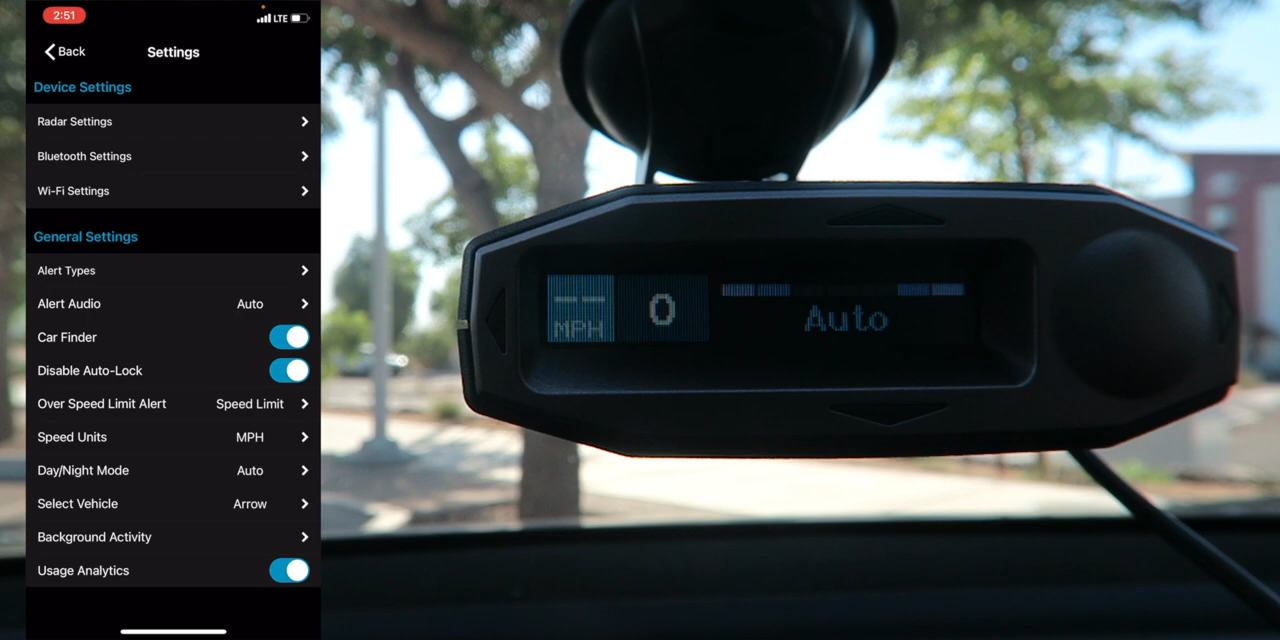 2:51
LTE
Back
Settings
Device Settings
Radar Settings
Bluetooth Settings
Wi-Fi Settings
General Settings
Alert Types
Alert Audio Auto
Car Finder
Disable Auto-Lock
Over Speed Limit Alert Speed Limit
Speed Units MPH
Day/Night Mode Auto
Select Vehicle Arrow
Background Activity
Usage Analytics
-- 
MPH
0
Auto